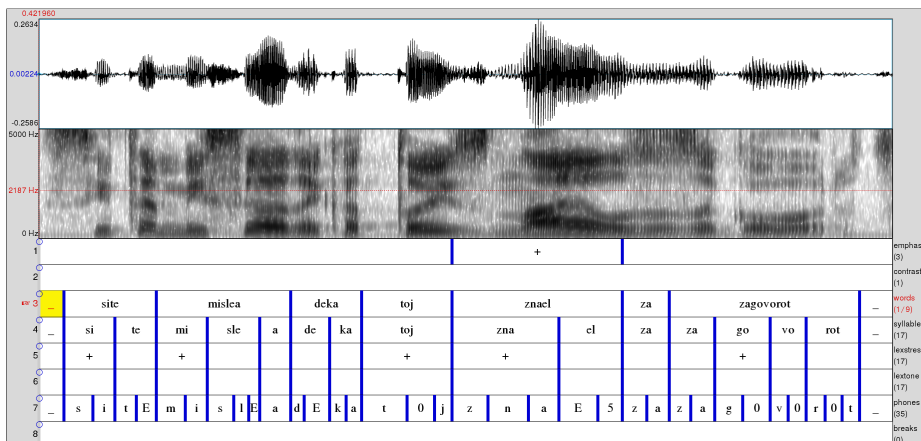 0.421960
0.2634
0.00224
-0.2586
5000 Hz
2187 Hz
0 Hz
1 + emphas (3)
2 contrast (1)
3 _ site mislea deka toj znael za zagovorot _ words (1/9)
4 _ si te mi sle a de ka toj zna el za za go vo rot _ syllable (17)
5 + + + + + lexstres (17)
6 lextone (17)
7 _ s i t E m i s l E a d E k a t 0 j z n a E 5 z a z a g 0 v 0 r 0 t _ phones (35)
8 breaks (0)